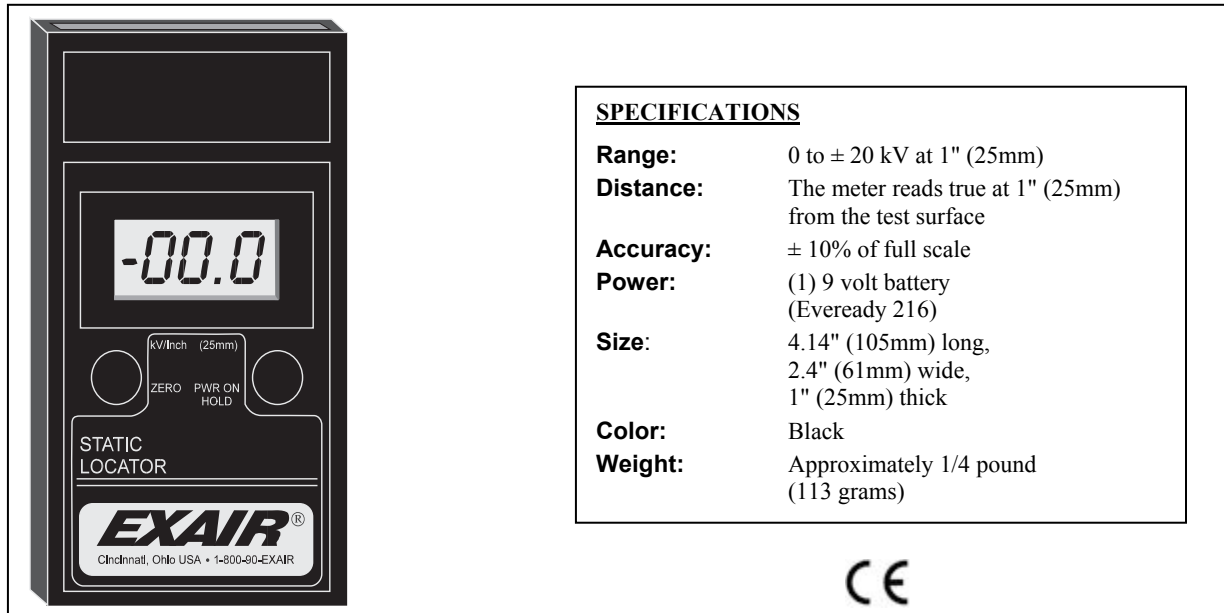 -00.0
kV/Inch (25mm)
ZERO PWR ON
HOLD
STATIC
LOCATOR
EXAIR®
Cincinnati, Ohio USA • 1-800-90-EXAIR
SPECIFICATIONS
Range: 0 to ± 20 kV at 1" (25mm)
Distance: The meter reads true at 1" (25mm)
from the test surface
Accuracy: ± 10% of full scale
Power: (1) 9 volt battery
(Eveready 216)
Size: 4.14" (105mm) long,
2.4" (61mm) wide,
1" (25mm) thick
Color: Black
Weight: Approximately 1/4 pound
(113 grams)
CE